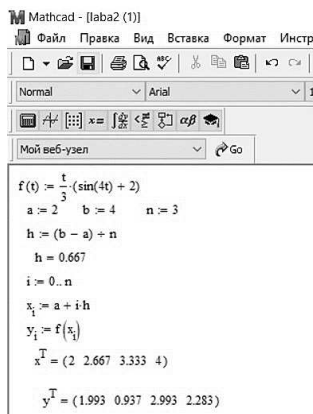 Mathcad - [laba2 (1)]
Файл Правка Вид Вставка Формат Инстр
Normal Arial 1
Мой веб-узел Go
f(t) := t/3·(sin(4t) + 2)
a := 2 b := 4 n := 3
h := (b − a) ÷ n
h = 0.667
i := 0.. n
x_i := a + i·h
y_i := f(x_i)
x^T = (2 2.667 3.333 4)
y^T = (1.993 0.937 2.993 2.283)